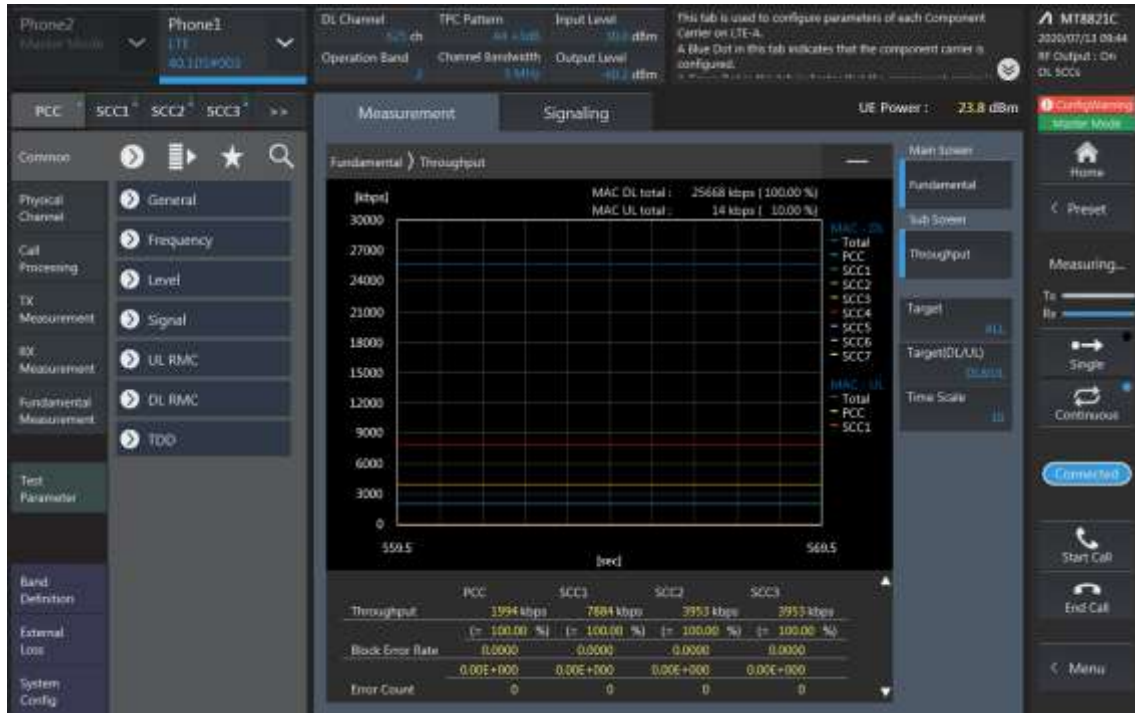 Phone2
Master Mode
Phone1
LTE
DL Channel
ch
TPC Pattern
Input Level
dBm
Operation Band
2
Channel Bandwidth
5 MHz
Output Level
dBm
This tab is used to configure parameters of each Component
Carrier on LTE-A.
A Blue Dot in this tab indicates that the component carrier is
configured.
MT8821C
2020/07/13 09:44
RF Output : On
DL SCCs
PCC
SCC1
SCC2
SCC3
>>
Measurement
Signaling
UE Power : 23.8 dBm
ConfigWarning
Master Mode
Common
Physical
Channel
Call
Processing
TX
Measurement
RX
Measurement
Fundamental
Measurement
Test
Parameter
Band
Definition
External
Loss
System
Config
General
Frequency
Level
Signal
UL RMC
DL RMC
TDD
Fundamental
Throughput
[kbps]
MAC DL total : 25668 kbps ( 100.00 %)
MAC UL total : 14 kbps ( 10.00 %)
30000
27000
24000
21000
18000
15000
12000
9000
6000
3000
0
559.5
[sec]
569.5
MAC - DL
Total
PCC
SCC1
SCC2
SCC3
SCC4
SCC5
SCC6
SCC7
MAC - UL
Total
PCC
SCC1
PCC SCC1 SCC2 SCC3
Throughput 1994 kbps 7884 kbps 3953 kbps 3953 kbps
(= 100.00 %) (= 100.00 %) (= 100.00 %) (= 100.00 %)
Block Error Rate 0.0000 0.0000 0.0000 0.0000
0.00E+000 0.00E+000 0.00E+000 0.00E+000
Error Count 0 0 0 0
Main Screen
Fundamental
Sub Screen
Throughput
Target
ALL
Target(DL/UL)
DL&UL
Time Scale
10
Home
< Preset
Measuring...
Tx
Rx
Single
Continuous
Connected
Start Call
End Call
< Menu